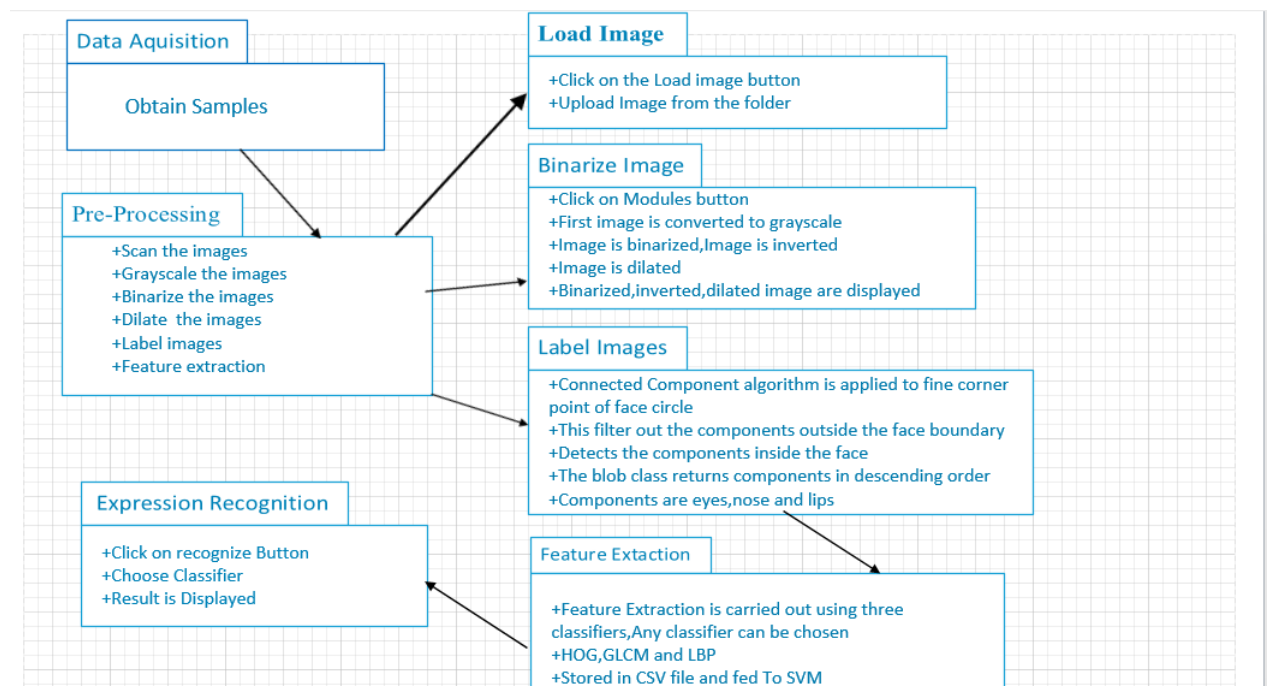 Data Aquisition
Obtain Samples
Pre-Processing
+Scan the images
+Grayscale the images
+Binarize the images
+Dilate the images
+Label images
+Feature extraction
Load Image
+Click on the Load image button
+Upload Image from the folder
Binarize Image
+Click on Modules button
+First image is converted to grayscale
+Image is binarized,Image is inverted
+Image is dilated
+Binarized,inverted,dilated image are displayed
Label Images
+Connected Component algorithm is applied to fine corner
point of face circle
+This filter out the components outside the face boundary
+Detects the components inside the face
+The blob class returns components in descending order
+Components are eyes,nose and lips
Feature Extaction
+Feature Extraction is carried out using three
classifiers,Any classifier can be chosen
+HOG,GLCM and LBP
+Stored in CSV file and fed To SVM
Expression Recognition
+Click on recognize Button
+Choose Classifier
+Result is Displayed